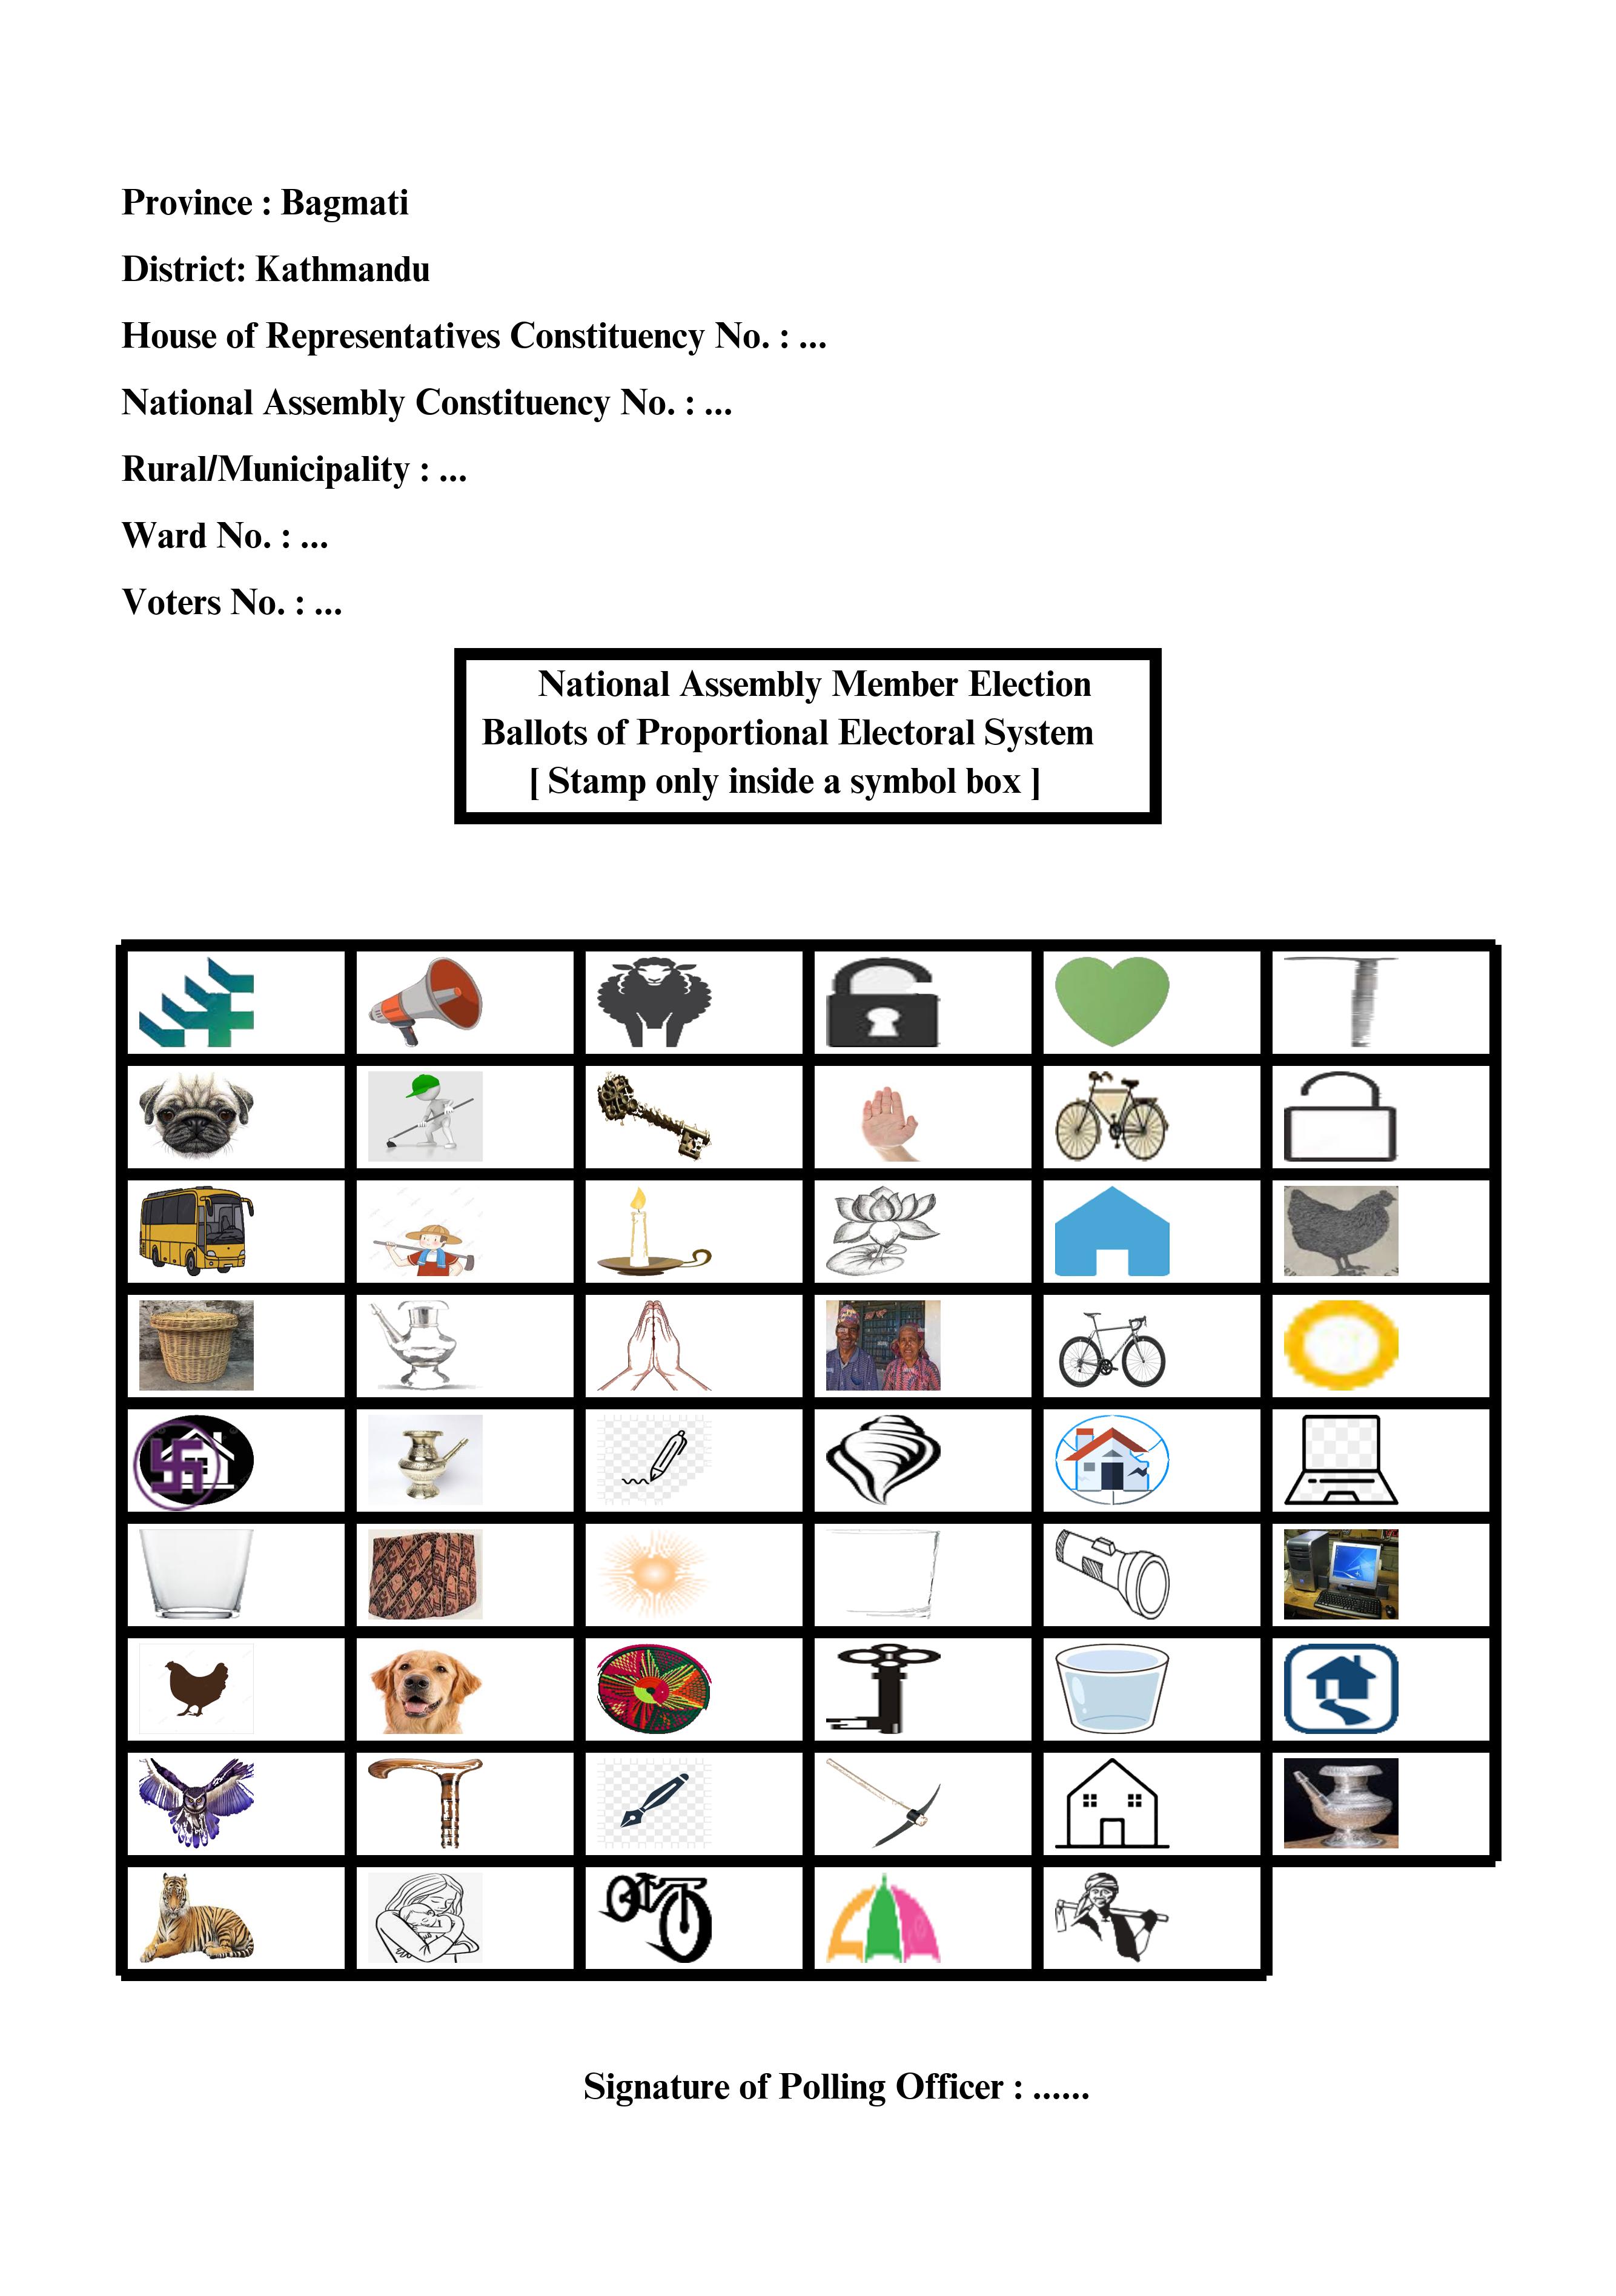 Province : Bagmati
District: Kathmandu
House of Representatives Constituency No. : ...
National Assembly Constituency No. : ...
Rural/Municipality : ...
Ward No. : ...
Voters No. : ...
National Assembly Member Election
Ballots of Proportional Electoral System
[ Stamp only inside a symbol box ]
Signature of Polling Officer : ......